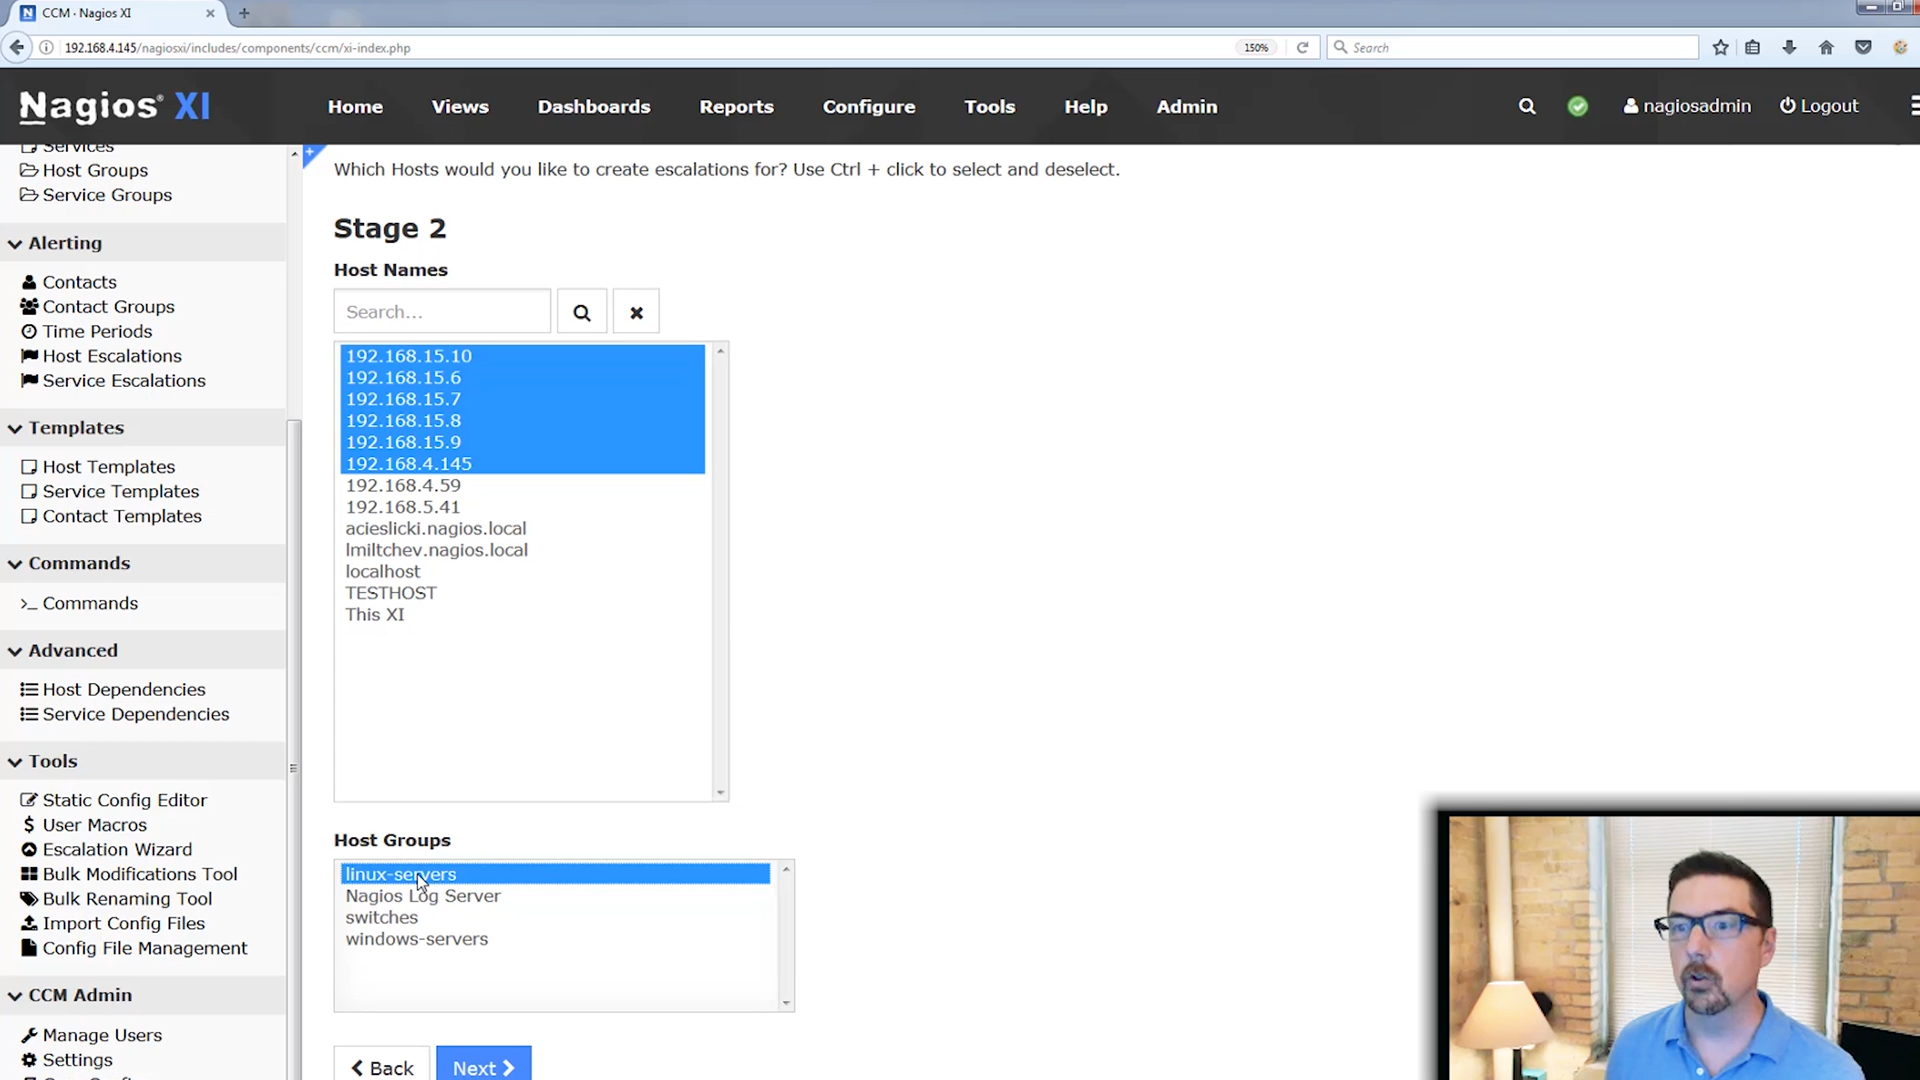 CCM · Nagios XI
192.168.4.145/nagiosxi/includes/components/ccm/xi-index.php
150%
Search
Nagios® XI
Home
Views
Dashboards
Reports
Configure
Tools
Help
Admin
nagiosadmin
Logout
Services
Host Groups
Service Groups
Alerting
Contacts
Contact Groups
Time Periods
Host Escalations
Service Escalations
Templates
Host Templates
Service Templates
Contact Templates
Commands
Commands
Advanced
Host Dependencies
Service Dependencies
Tools
Static Config Editor
User Macros
Escalation Wizard
Bulk Modifications Tool
Bulk Renaming Tool
Import Config Files
Config File Management
CCM Admin
Manage Users
Settings
Which Hosts would you like to create escalations for? Use Ctrl + click to select and deselect.
Stage 2
Host Names
Search...
192.168.15.10
192.168.15.6
192.168.15.7
192.168.15.8
192.168.15.9
192.168.4.145
192.168.4.59
192.168.5.41
acieslicki.nagios.local
lmiltchev.nagios.local
localhost
TESTHOST
This XI
Host Groups
linux-servers
Nagios Log Server
switches
windows-servers
Back
Next